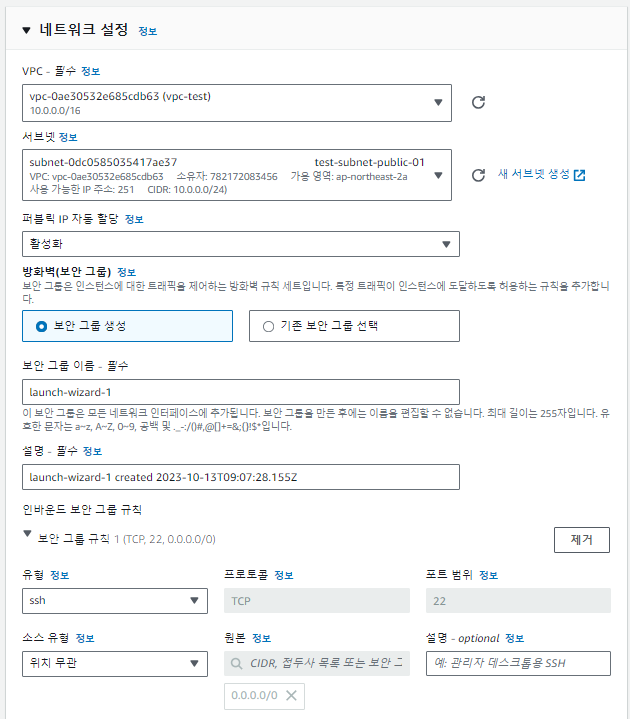 네트워크 설정 정보
VPC - 필수 정보
vpc-0ae30532e685cdb63 (vpc-test)
10.0.0.0/16
서브넷 정보
subnet-0dc0585035417ae37 test-subnet-public-01
VPC: vpc-0ae30532e685cdb63 소유자: 782172083456 가용 영역: ap-northeast-2a
사용 가능한 IP 주소: 251 CIDR: 10.0.0.0/24)
새 서브넷 생성
퍼블릭 IP 자동 할당 정보
활성화
방화벽(보안 그룹) 정보
보안 그룹은 인스턴스에 대한 트래픽을 제어하는 방화벽 규칙 세트입니다. 특정 트래픽이 인스턴스에 도달하도록 허용하는 규칙을 추가합니
다.
보안 그룹 생성 기존 보안 그룹 선택
보안 그룹 이름 - 필수
launch-wizard-1
이 보안 그룹은 모든 네트워크 인터페이스에 추가됩니다. 보안 그룹을 만든 후에는 이름을 편집할 수 없습니다. 최대 길이는 255자입니다. 유
효한 문자는 a~z, A~Z, 0~9, 공백 및 ._-:/()#,@[]+=&;{}!$*입니다.
설명 - 필수 정보
launch-wizard-1 created 2023-10-13T09:07:28.155Z
인바운드 보안 그룹 규칙
보안 그룹 규칙 1 (TCP, 22, 0.0.0.0/0) 제거
유형 정보 프로토콜 정보 포트 범위 정보
ssh TCP 22
소스 유형 정보 원본 정보 설명 - optional 정보
위치 무관 CIDR, 접두사 목록 또는 보안 그 예: 관리자 데스크톱용 SSH
0.0.0.0/0